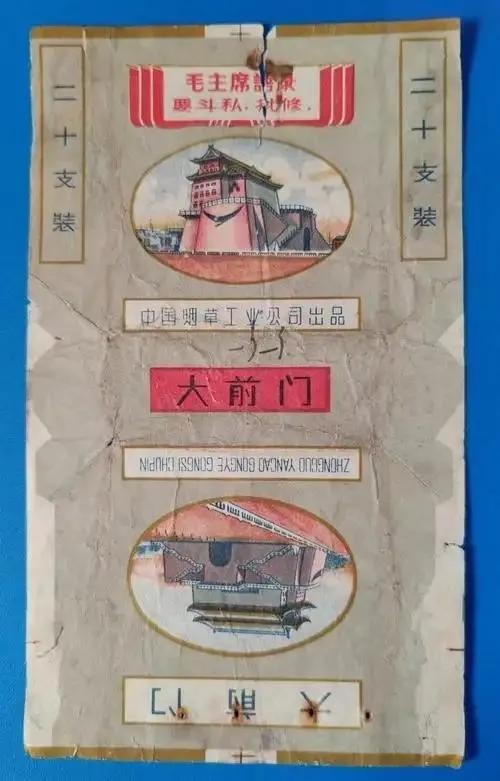 毛主席語录
要斗私，批修。
二十支裝
二十支裝
中国烟草工业公司出品
大前门
ZHONGGUO YANCAO GONGYE GONGSI CHUPIN
大前门